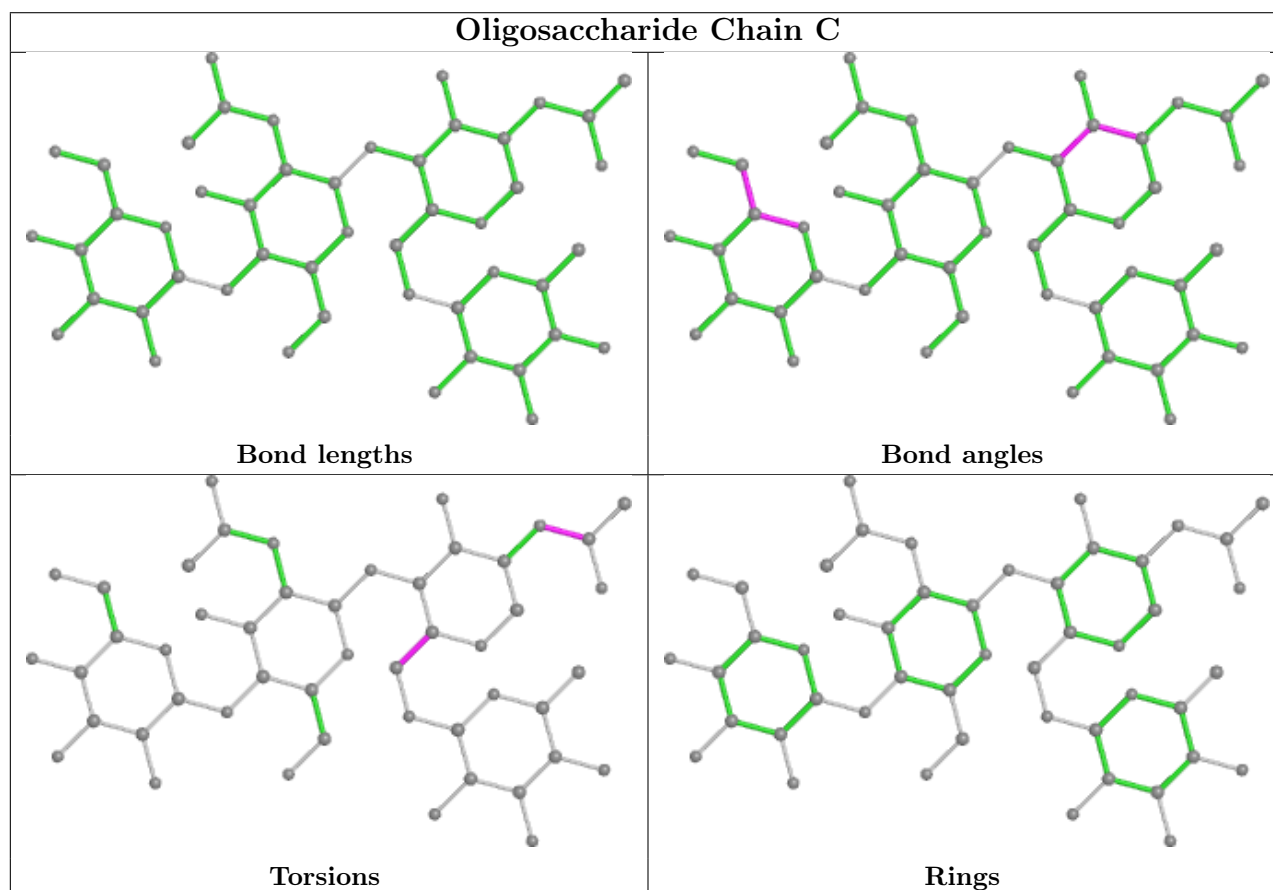 Oligosaccharide Chain C
Bond lengths
Bond angles
Torsions
Rings